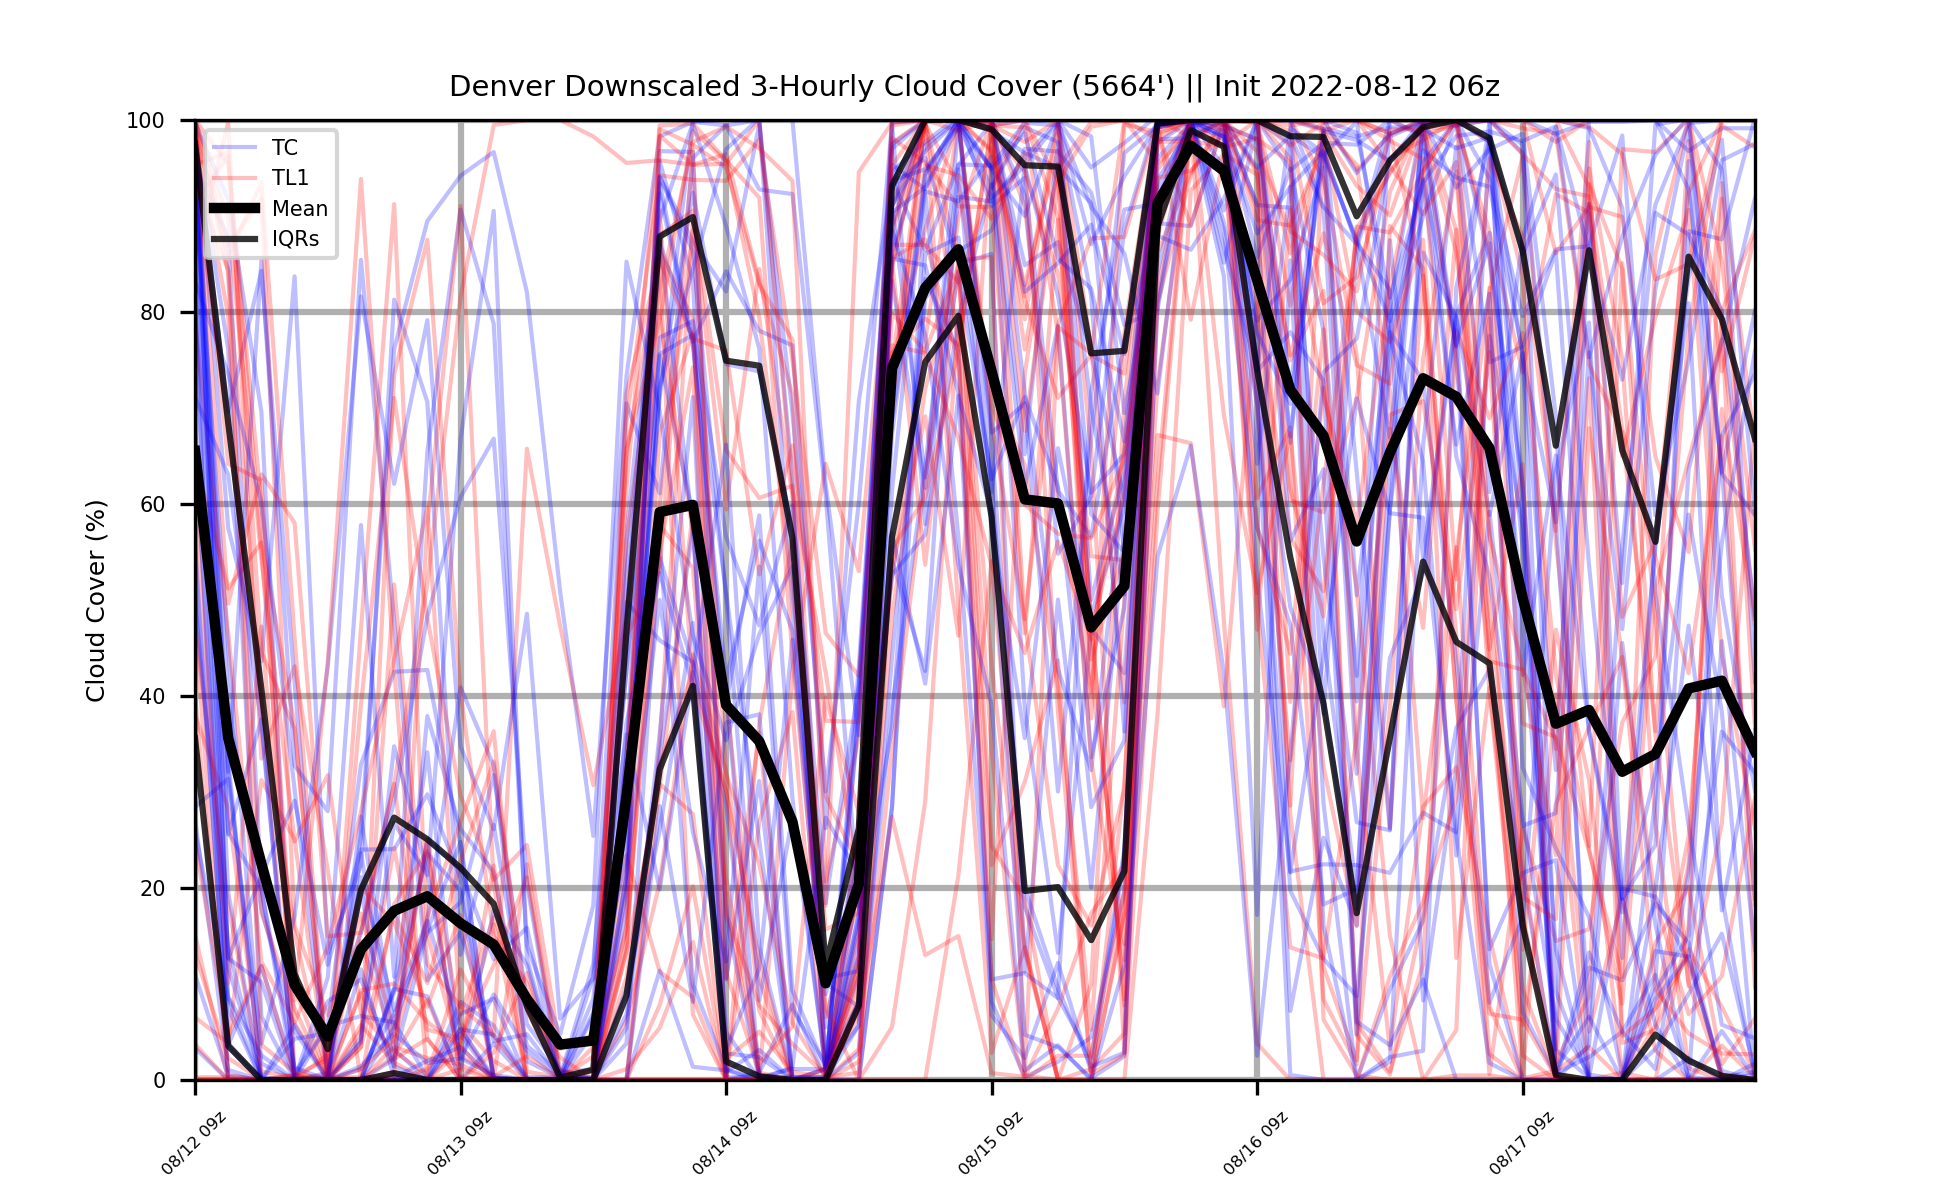 Denver Downscaled 3-Hourly Cloud Cover (5664') || Init 2022-08-12 06z
TC
TL1
Mean
IQRs
Cloud Cover (%)
100
80
60
40
20
0
08/12 09z
08/13 09z
08/14 09z
08/15 09z
08/16 09z
08/17 09z